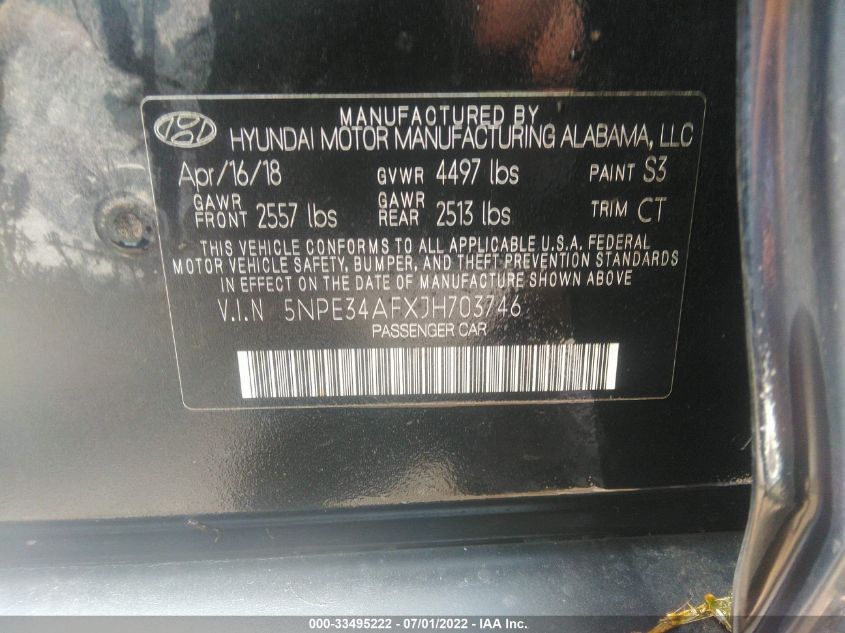 MANUFACTURED BY
HYUNDAI MOTOR MANUFACTURING ALABAMA, LLC
Apr/16/18 GVWR 4497 lbs PAINT S3
GAWR FRONT 2557 lbs GAWR REAR 2513 lbs TRIM CT
THIS VEHICLE CONFORMS TO ALL APPLICABLE U.S.A. FEDERAL
MOTOR VEHICLE SAFETY, BUMPER, AND THEFT PREVENTION STANDARDS
IN EFFECT ON THE DATE OF MANUFACTURE SHOWN ABOVE
V.I.N 5NPE34AFXJH703746
PASSENGER CAR
000-33495222 - 07/01/2022 - IAA Inc.